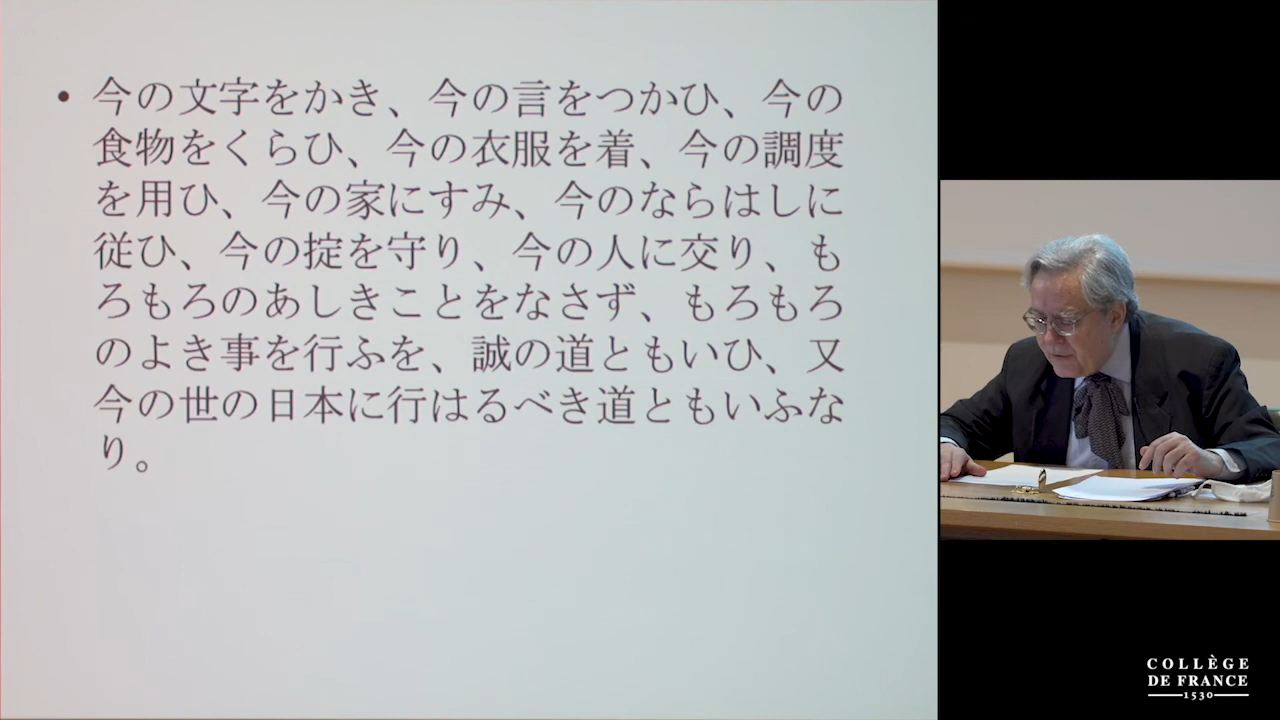 • 今の文字をかき、今の言をつかひ、今の
食物をくらひ、今の衣服を着、今の調度
を用ひ、今の家にすみ、今のならはしに
従ひ、今の掟を守り、今の人に交り、も
ろもろのあしきことをなさず、もろもろ
のよき事を行ふを、誠の道ともいひ、又
今の世の日本に行はるべき道ともいふな
り。
COLLÈGE
DE FRANCE
1530